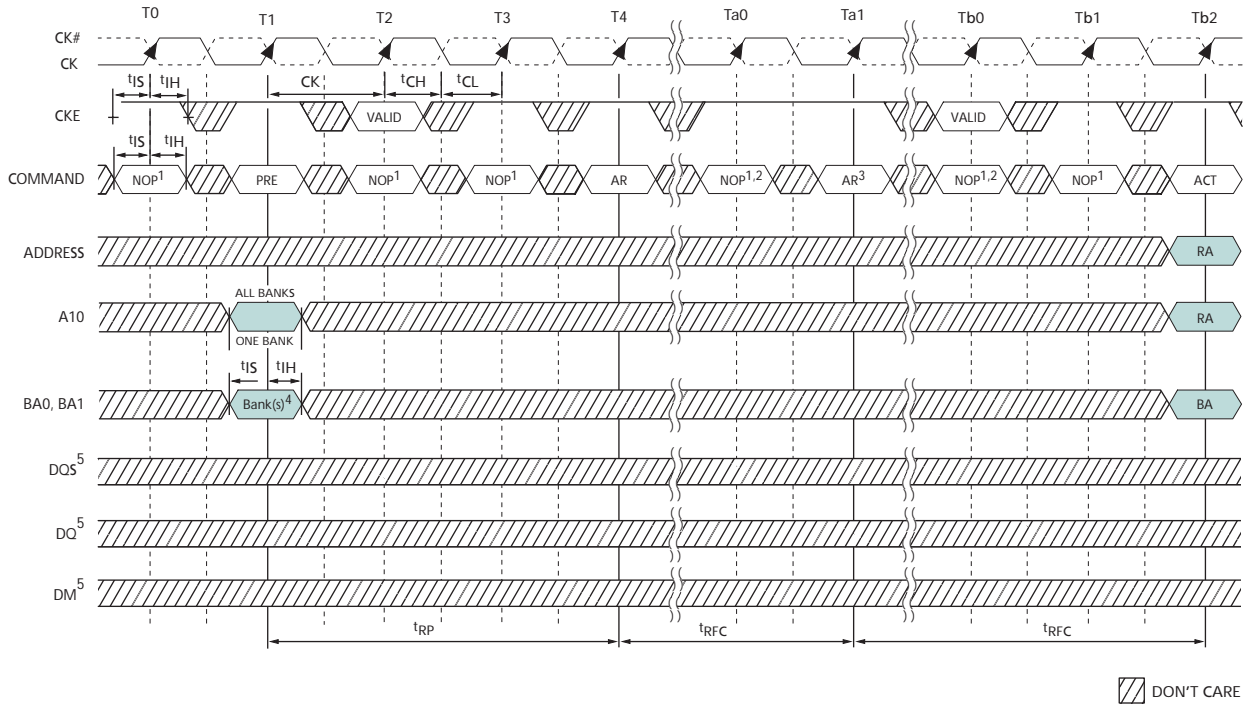 T0 T1 T2 T3 T4 Ta0 Ta1 Tb0 Tb1 Tb2
CK#
CK
tIS tIH CK tCH tCL
CKE VALID VALID
tIS tIH
COMMAND NOP1 PRE NOP1 NOP1 AR NOP1,2 AR3 NOP1,2 NOP1 ACT
ADDRESS RA
ALL BANKS
A10 RA
ONE BANK
tIS tIH
BA0, BA1 Bank(s)4 BA
DQS5
DQ5
DM5
tRP tRFC tRFC
DON'T CARE